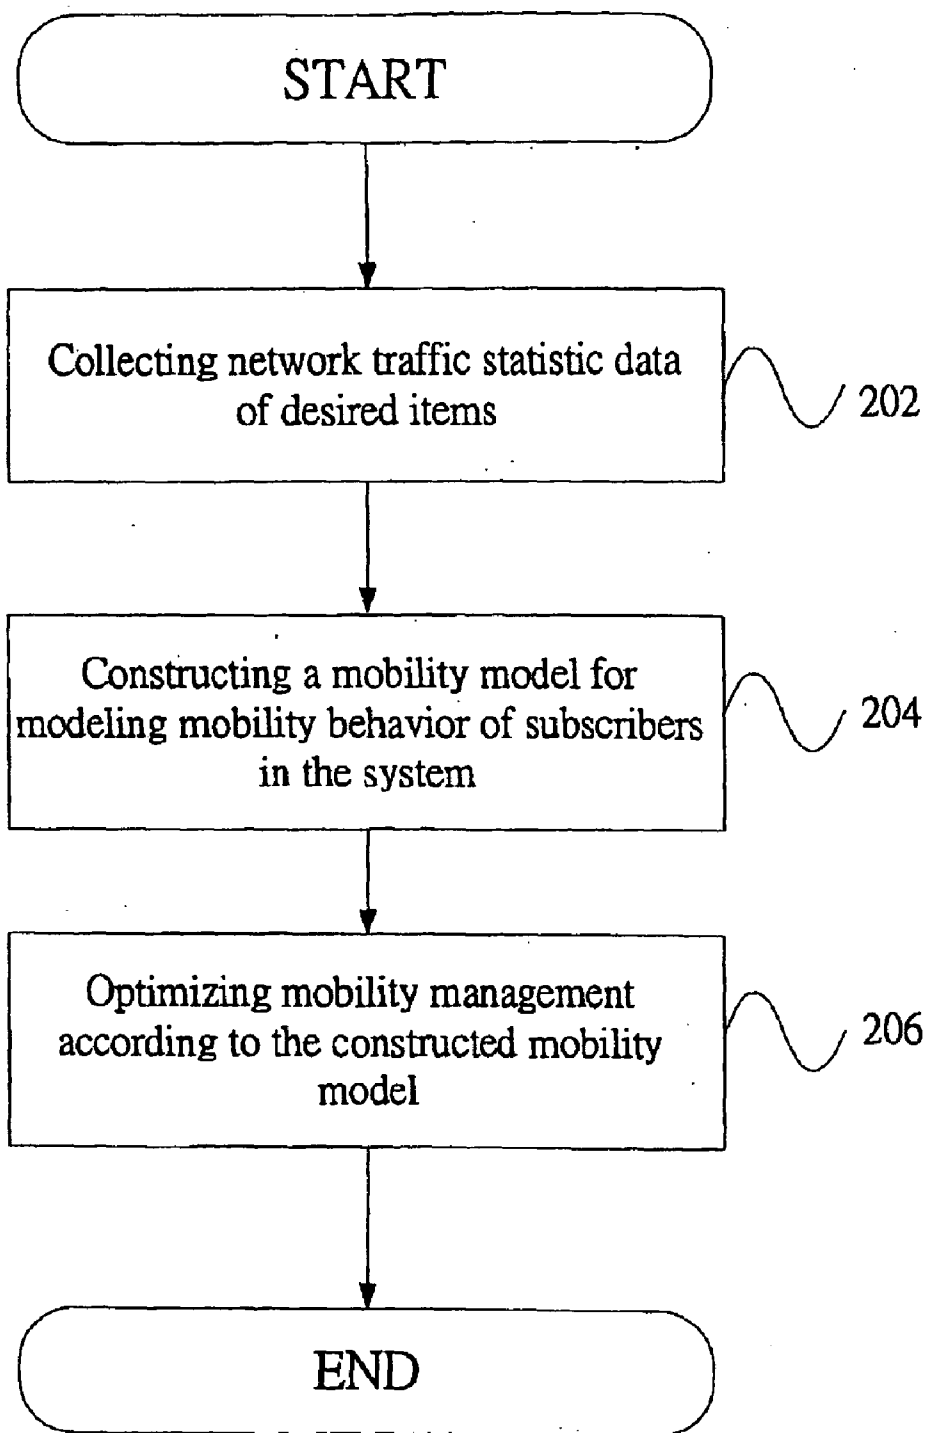 START
Collecting network traffic statistic data
of desired items
202
Constructing a mobility model for
modeling mobility behavior of subscribers
in the system
204
Optimizing mobility management
according to the constructed mobility
model
206
END